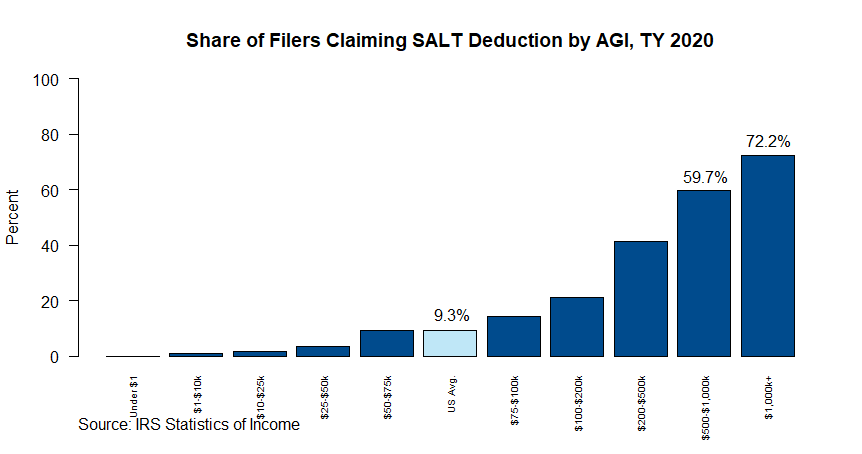 Share of Filers Claiming SALT Deduction by AGI, TY 2020
Percent
100
80
60
40
20
0
9.3%
59.7%
72.2%
Under $1
$1-$10k
$10-$25k
$25-$50k
$50-$75k
US Avg.
$75-$100k
$100-$200k
$200-$500k
$500-$1,000k
$1,000k+
Source: IRS Statistics of Income